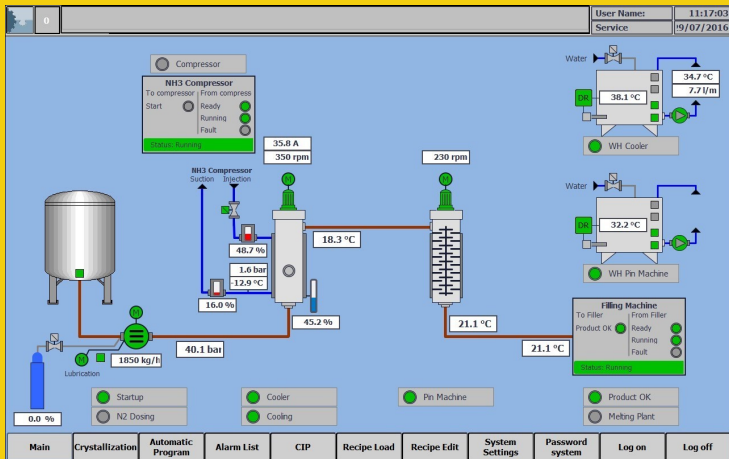 0
User Name:
11:17:03
Service
'9/07/2016
Compressor
NH3 Compressor
To compressor
From compress
Start
Ready
Running
Fault
Status: Running
NH3 Compressor
Suction
Injection
35.8 A
350 rpm
230 rpm
Water
34.7 °C
7.7 l/m
DR
38.1 °C
WH Cooler
Water
DR
32.2 °C
WH Pin Machine
M
M
18.3 °C
48.7 %
1.6 bar
-12.9 °C
16.0 %
45.2 %
21.1 °C
21.1 °C
Filling Machine
To Filler
From Filler
Product OK
Ready
Running
Fault
Status: Running
M
M
Lubrication
1850 kg/h
40.1 bar
0.0 %
Startup
Cooler
Pin Machine
Product OK
N2 Dosing
Cooling
Melting Plant
Main
Crystallization
Automatic
Program
Alarm List
CIP
Recipe Load
Recipe Edit
System
Settings
Password
system
Log on
Log off